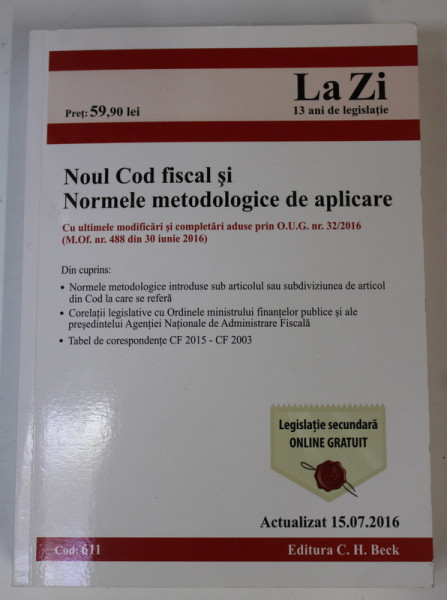 La Zi
Preț: 59,90 lei
13 ani de legislație
Noul Cod fiscal și
Normele metodologice de aplicare
Cu ultimele modificări și completări aduse prin O.U.G. nr. 32/2016
(M.Of. nr. 488 din 30 iunie 2016)
Din cuprins:
• Normele metodologice introduse sub articolul sau subdiviziunea de articol
din Cod la care se referă
• Corelații legislative cu Ordinele ministrului finanțelor publice și ale
președintelui Agenției Naționale de Administrare Fiscală
• Tabel de corespondențe CF 2015 - CF 2003
Legislație secundară
ONLINE GRATUIT
Actualizat 15.07.2016
Cod: 611
Editura C. H. Beck